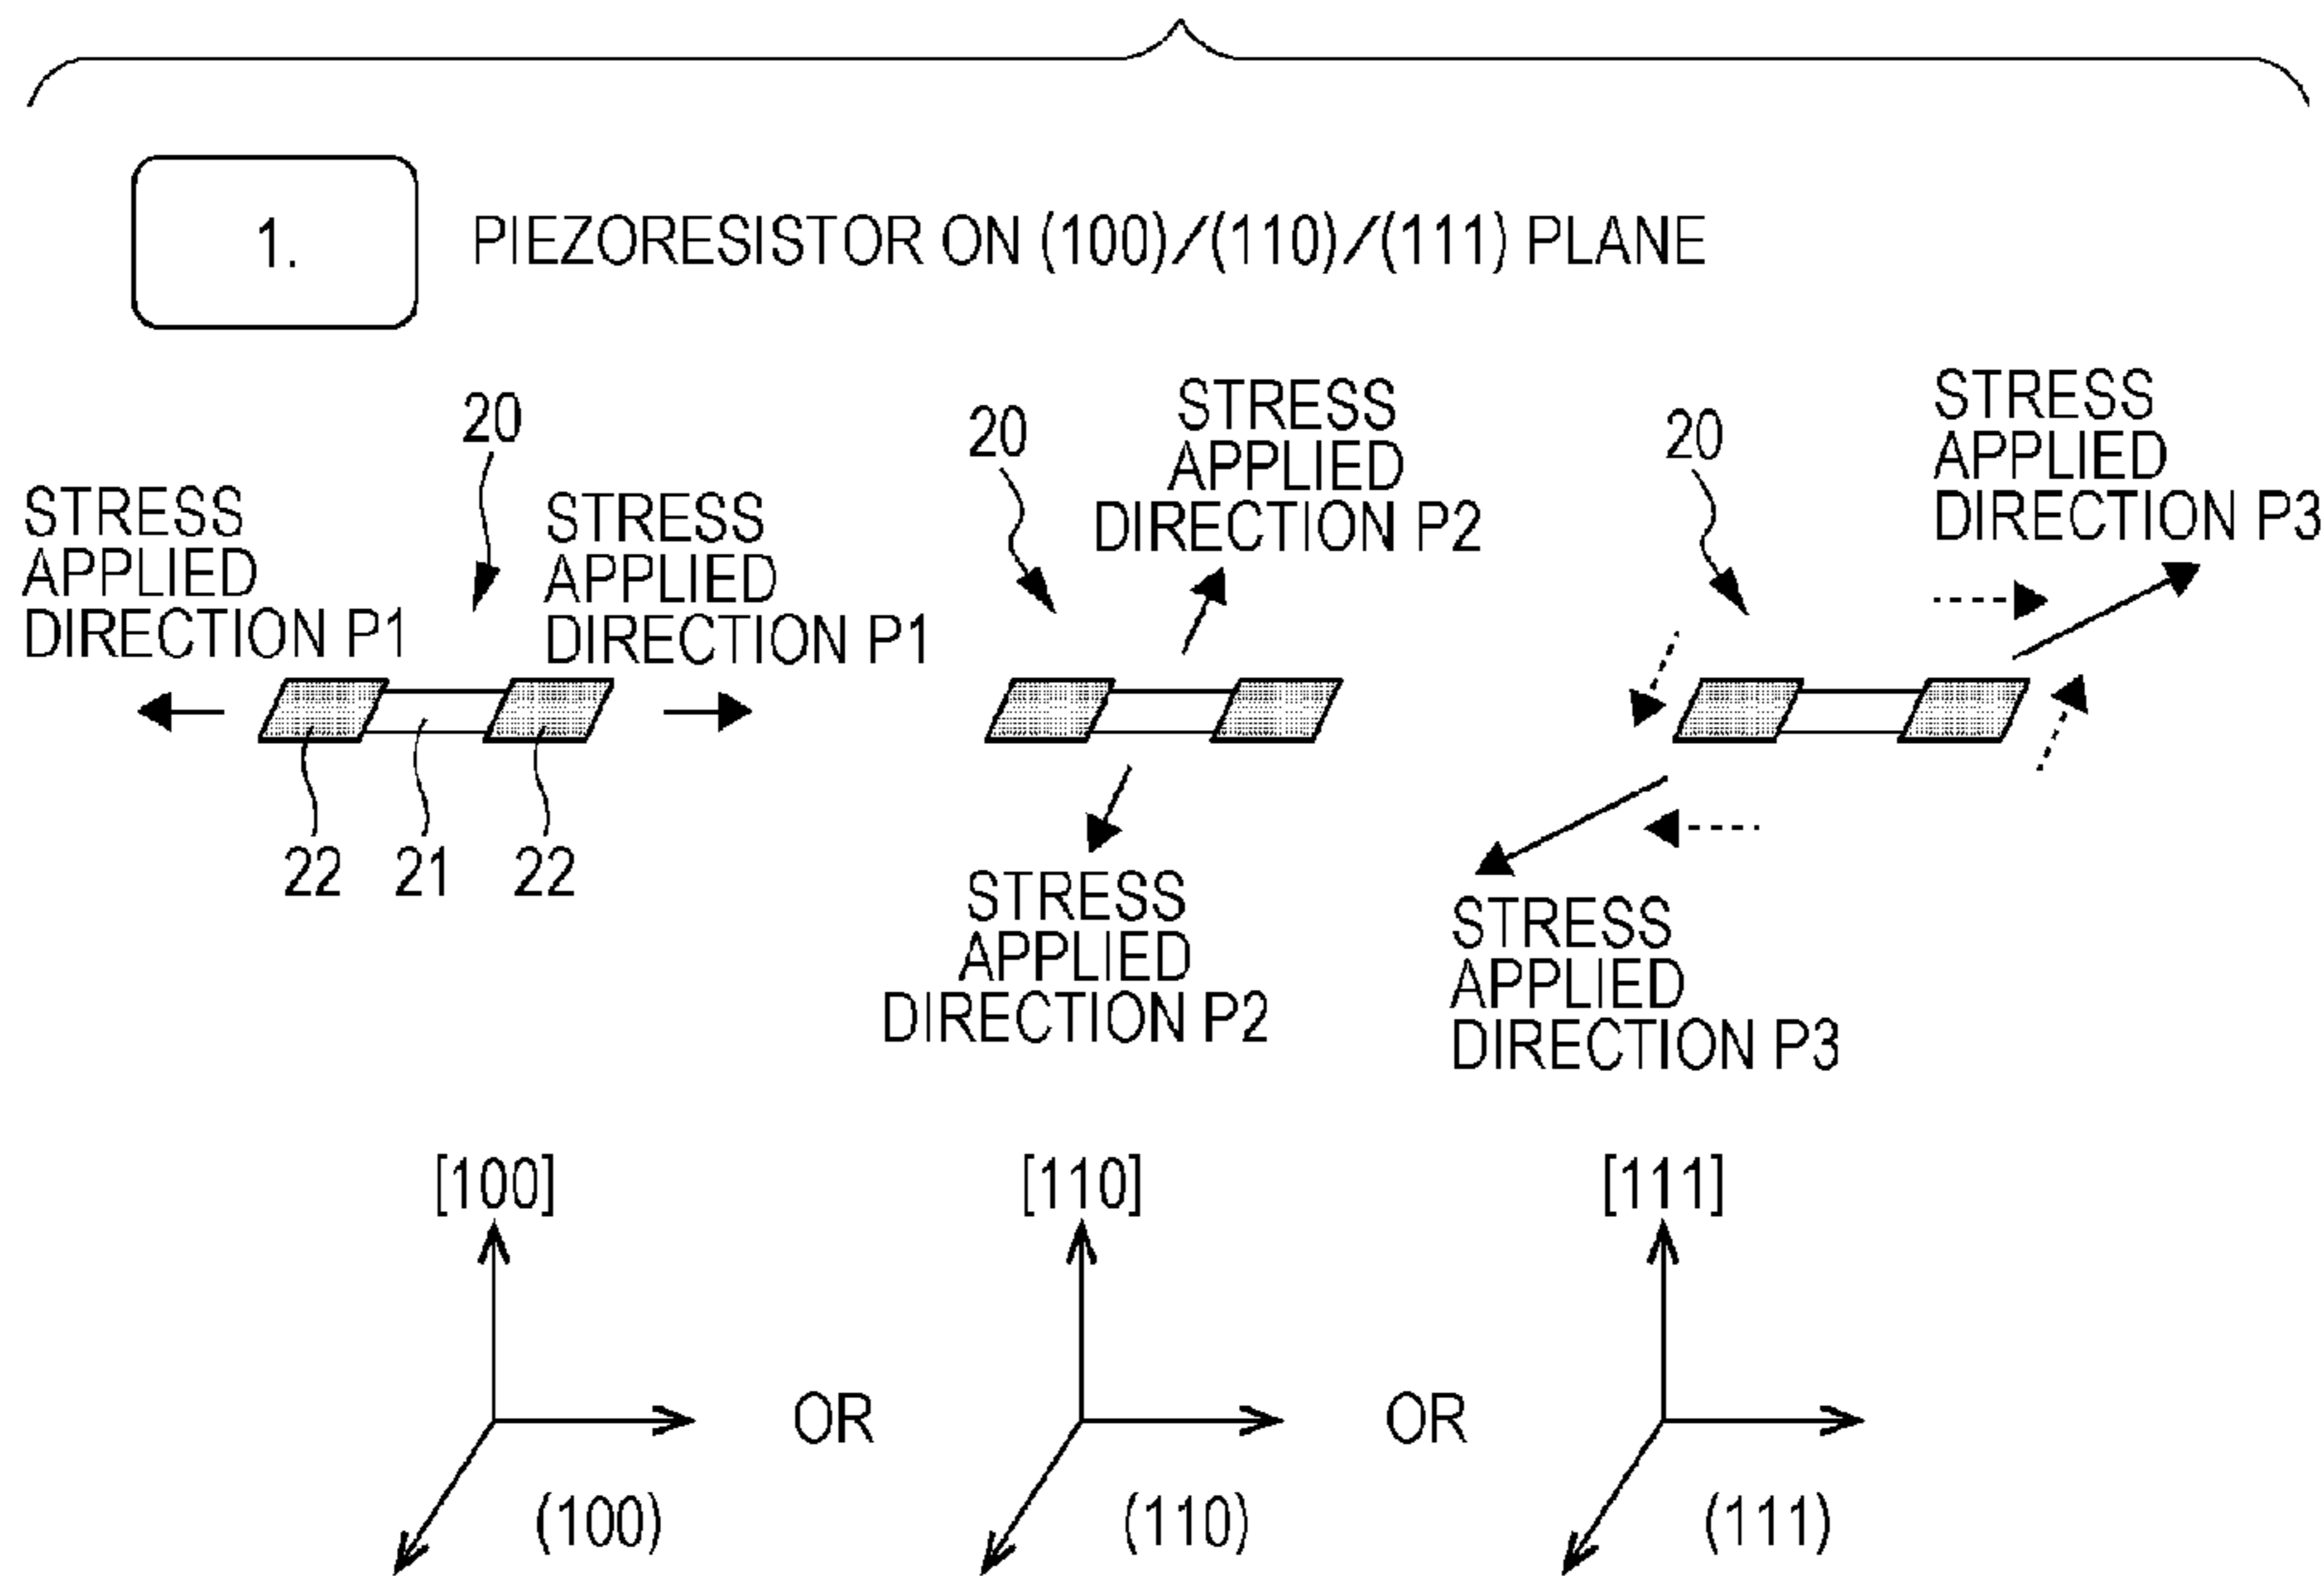 1.
PIEZORESISTOR ON (100)/(110)/(111) PLANE
20
STRESS
APPLIED
DIRECTION P1
STRESS
APPLIED
DIRECTION P1
22
21
22
20
STRESS
APPLIED
DIRECTION P2
STRESS
APPLIED
DIRECTION P2
20
STRESS
APPLIED
DIRECTION P3
STRESS
APPLIED
DIRECTION P3
[100]
(100)
OR
[110]
(110)
OR
[111]
(111)